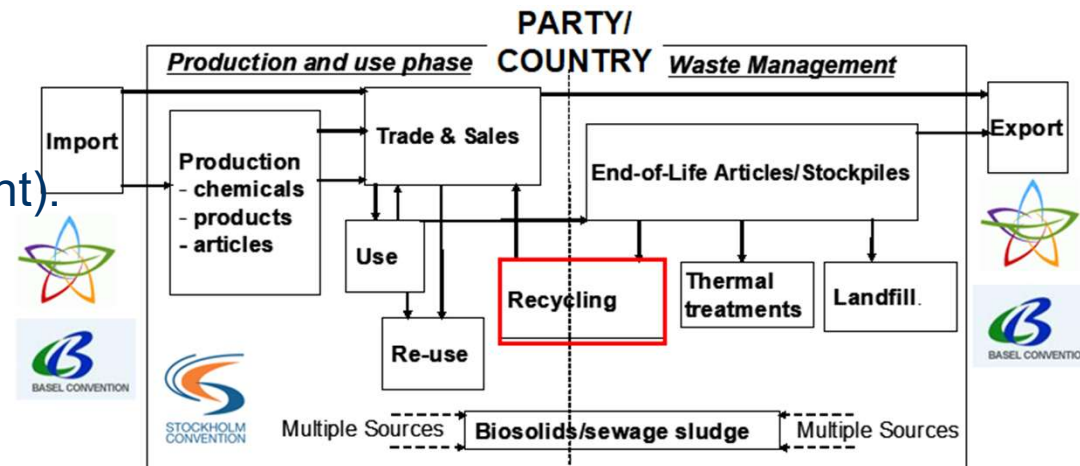 PARTY/
COUNTRY
Production and use phase
Waste Management
Import
Export
Trade & Sales
Production
- chemicals
- products
- articles
End-of-Life Articles/Stockpiles
nt).
Use
Recycling
Thermal
treatments
Landfill.
Re-use
BASEL CONVENTION
STOCKHOLM
CONVENTION
BASEL CONVENTIO
Multiple Sources
Biosolids/sewage sludge
Multiple Sources